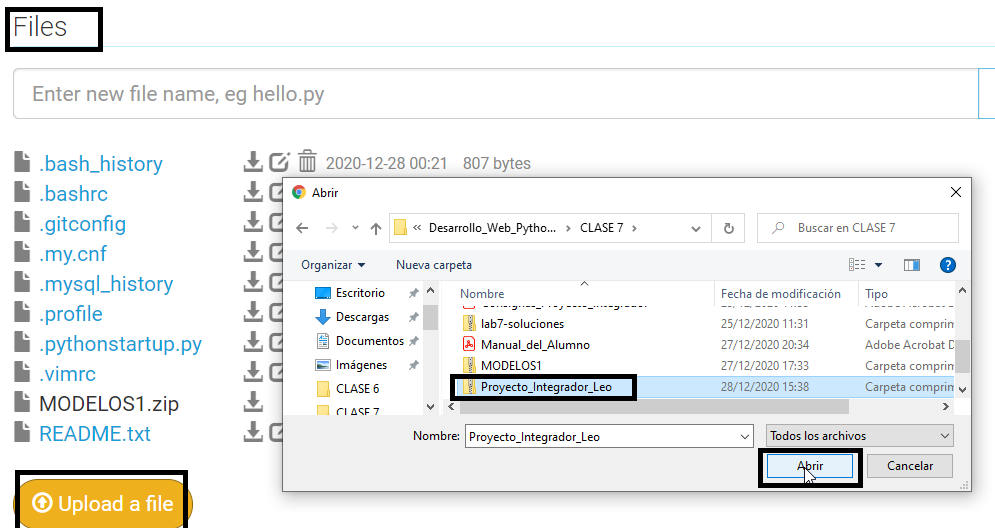 Files
Enter new file name, eg hello.py
.bash_history 2020-12-28 00:21 807 bytes
.bashrc
.gitconfig
.my.cnf
.mysql_history
.profile
.pythonstartup.py
.vimrc
MODELOS1.zip
README.txt
Upload a file
Abrir
« Desarrollo_Web_Pytho... › CLASE 7 ›
Buscar en CLASE 7
Organizar Nueva carpeta
Escritorio
Descargas
Documentos
Imágenes
CLASE 6
CLASE 7
Nombre Fecha de modificación Tipo
lab7-soluciones 25/12/2020 11:31 Carpeta comprim
Manual_del_Alumno 27/12/2020 20:34 Adobe Acrobat D
MODELOS1 27/12/2020 17:33 Carpeta comprim
Proyecto_Integrador_Leo 28/12/2020 15:38 Carpeta comprim
Nombre: Proyecto_Integrador_Leo Todos los archivos
Abrir Cancelar